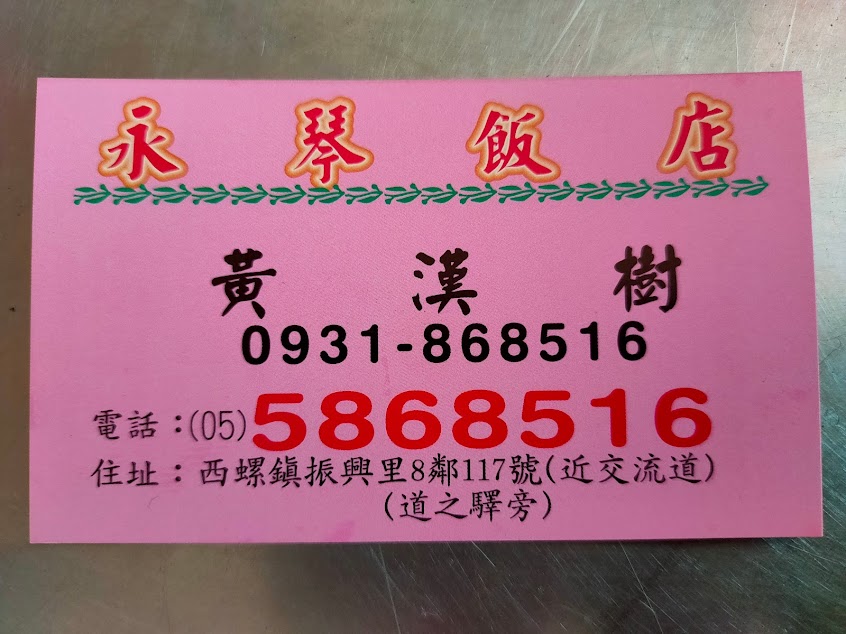 永琴飯店
黃漢樹
0931-868516
電話：(05)5868516
住址：西螺鎮振興里8鄰117號(近交流道)
(道之驛旁)